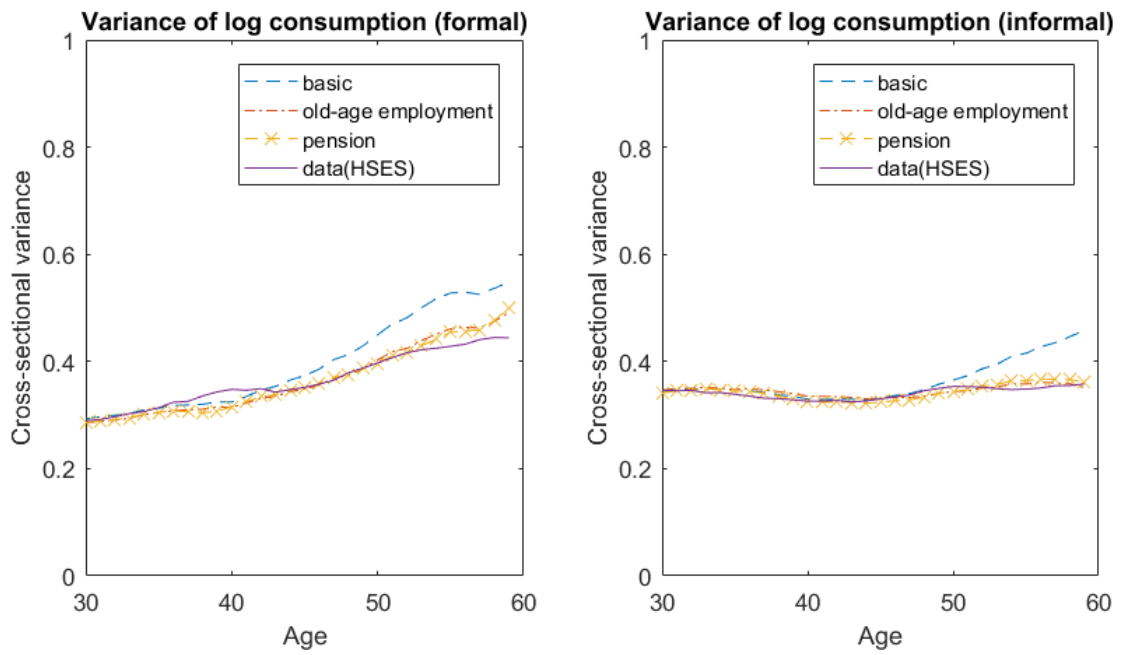 Variance of log consumption (formal)
1
0.8
0.6
0.4
0.2
0
30
40
50
60
Cross-sectional variance
Age
basic
old-age employment
pension
data(HSES)
Variance of log consumption (informal)
1
0.8
0.6
0.4
0.2
0
30
40
50
60
Cross-sectional variance
Age
basic
old-age employment
pension
data(HSES)